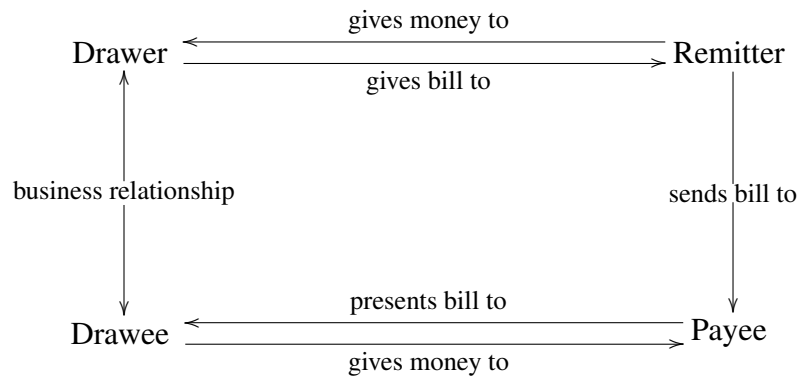 gives money to
Drawer
Remitter
gives bill to
business relationship
sends bill to
presents bill to
Drawee
Payee
gives money to